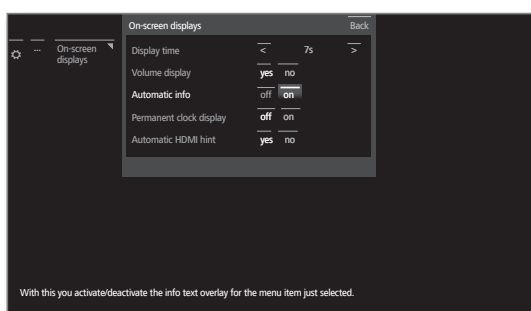 On-screen displays Back
... On-screen
displays
Display time < 7s >
Volume display yes no
Automatic info off on
Permanent clock display off on
Automatic HDMI hint yes no
With this you activate/deactivate the info text overlay for the menu item just selected.